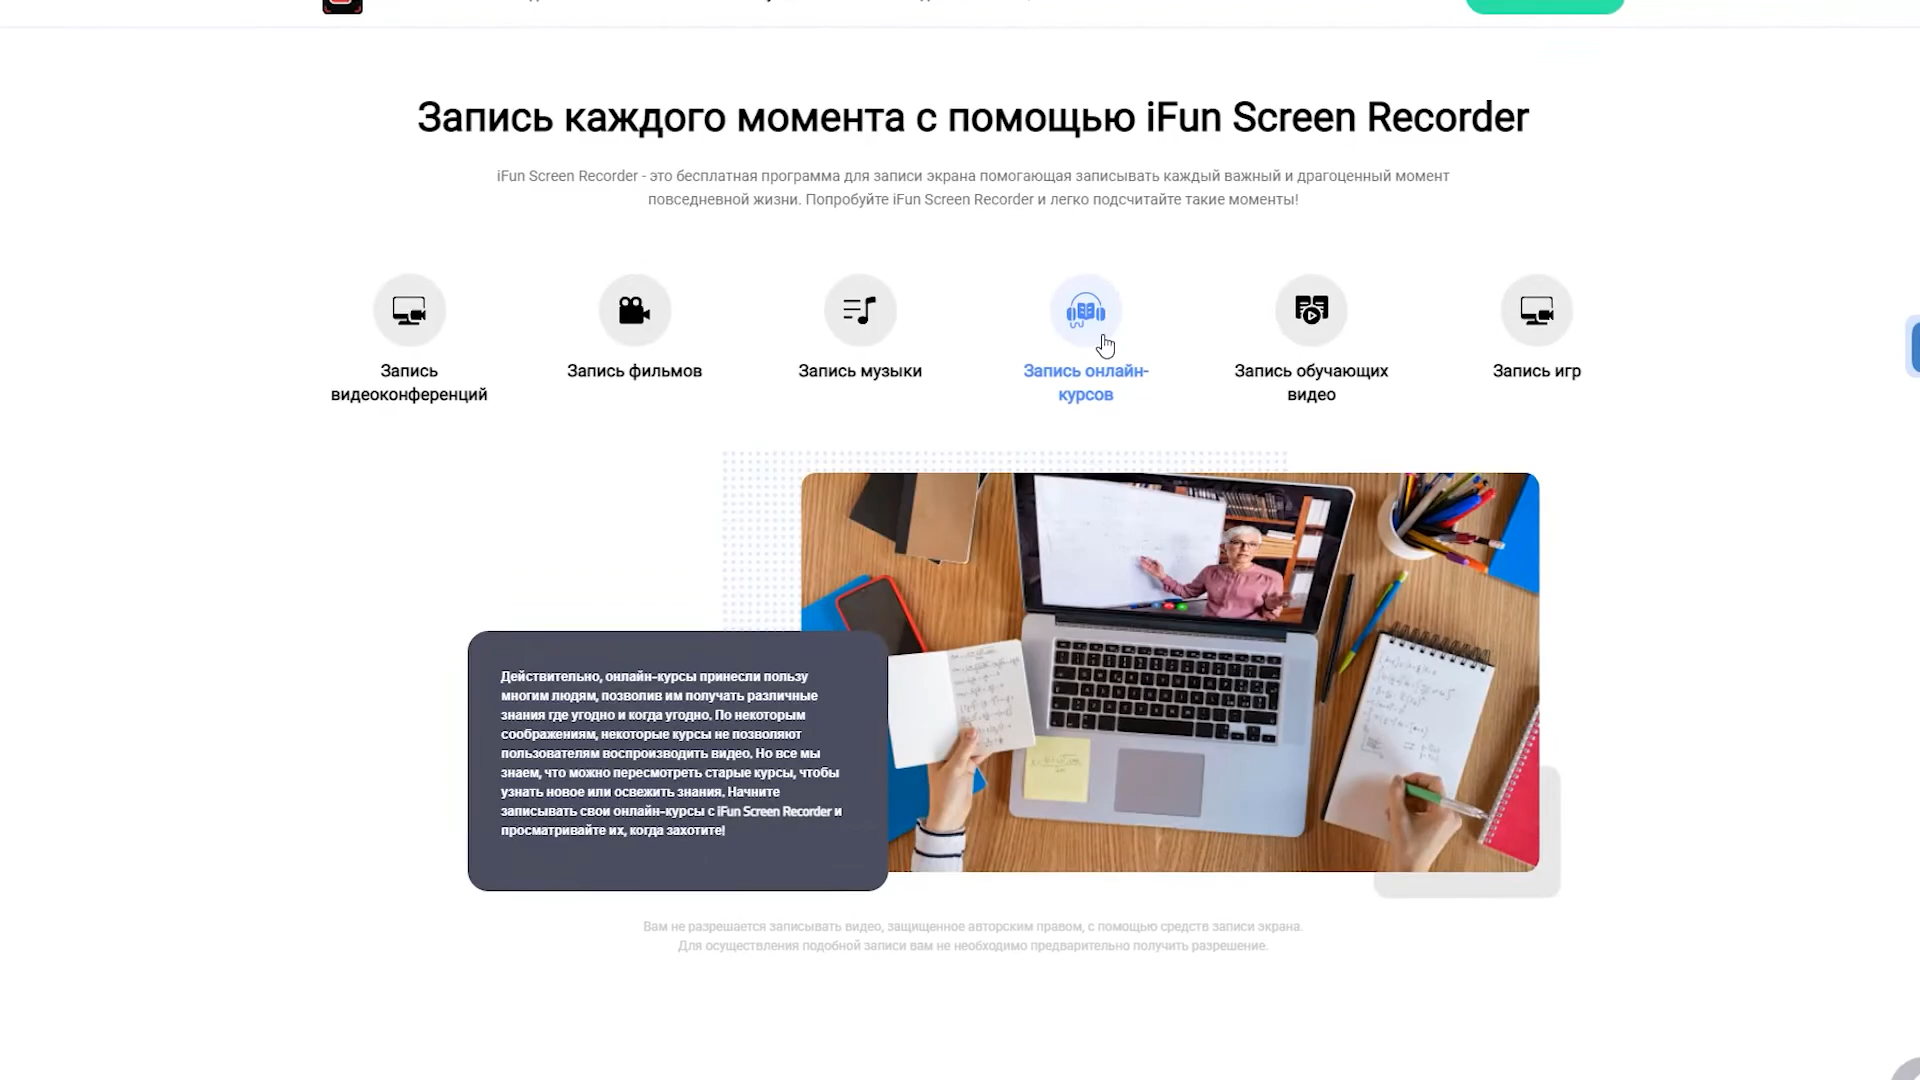 Запись каждого момента с помощью iFun Screen Recorder
iFun Screen Recorder - это бесплатная программа для записи экрана помогающая записывать каждый важный и драгоценный момент
повседневной жизни. Попробуйте iFun Screen Recorder и легко подсчитайте такие моменты!
Запись
видеоконференций
Запись фильмов
Запись музыки
Запись онлайн-
курсов
Запись обучающих
видео
Запись игр
Действительно, онлайн-курсы принесли пользу
многим людям, позволив им получать различные
знания где угодно и когда угодно. По некоторым
соображениям, некоторые курсы не позволяют
пользователям воспроизводить видео. Но все мы
знаем, что можно пересмотреть старые курсы, чтобы
узнать новое или освежить знания. Начните
записывать свои онлайн-курсы с iFun Screen Recorder и
просматривайте их, когда захотите!
Вам не разрешается записывать видео, защищенное авторским правом, с помощью средств записи экрана.
Для осуществления подобной записи вам не необходимо предварительно получить разрешение.